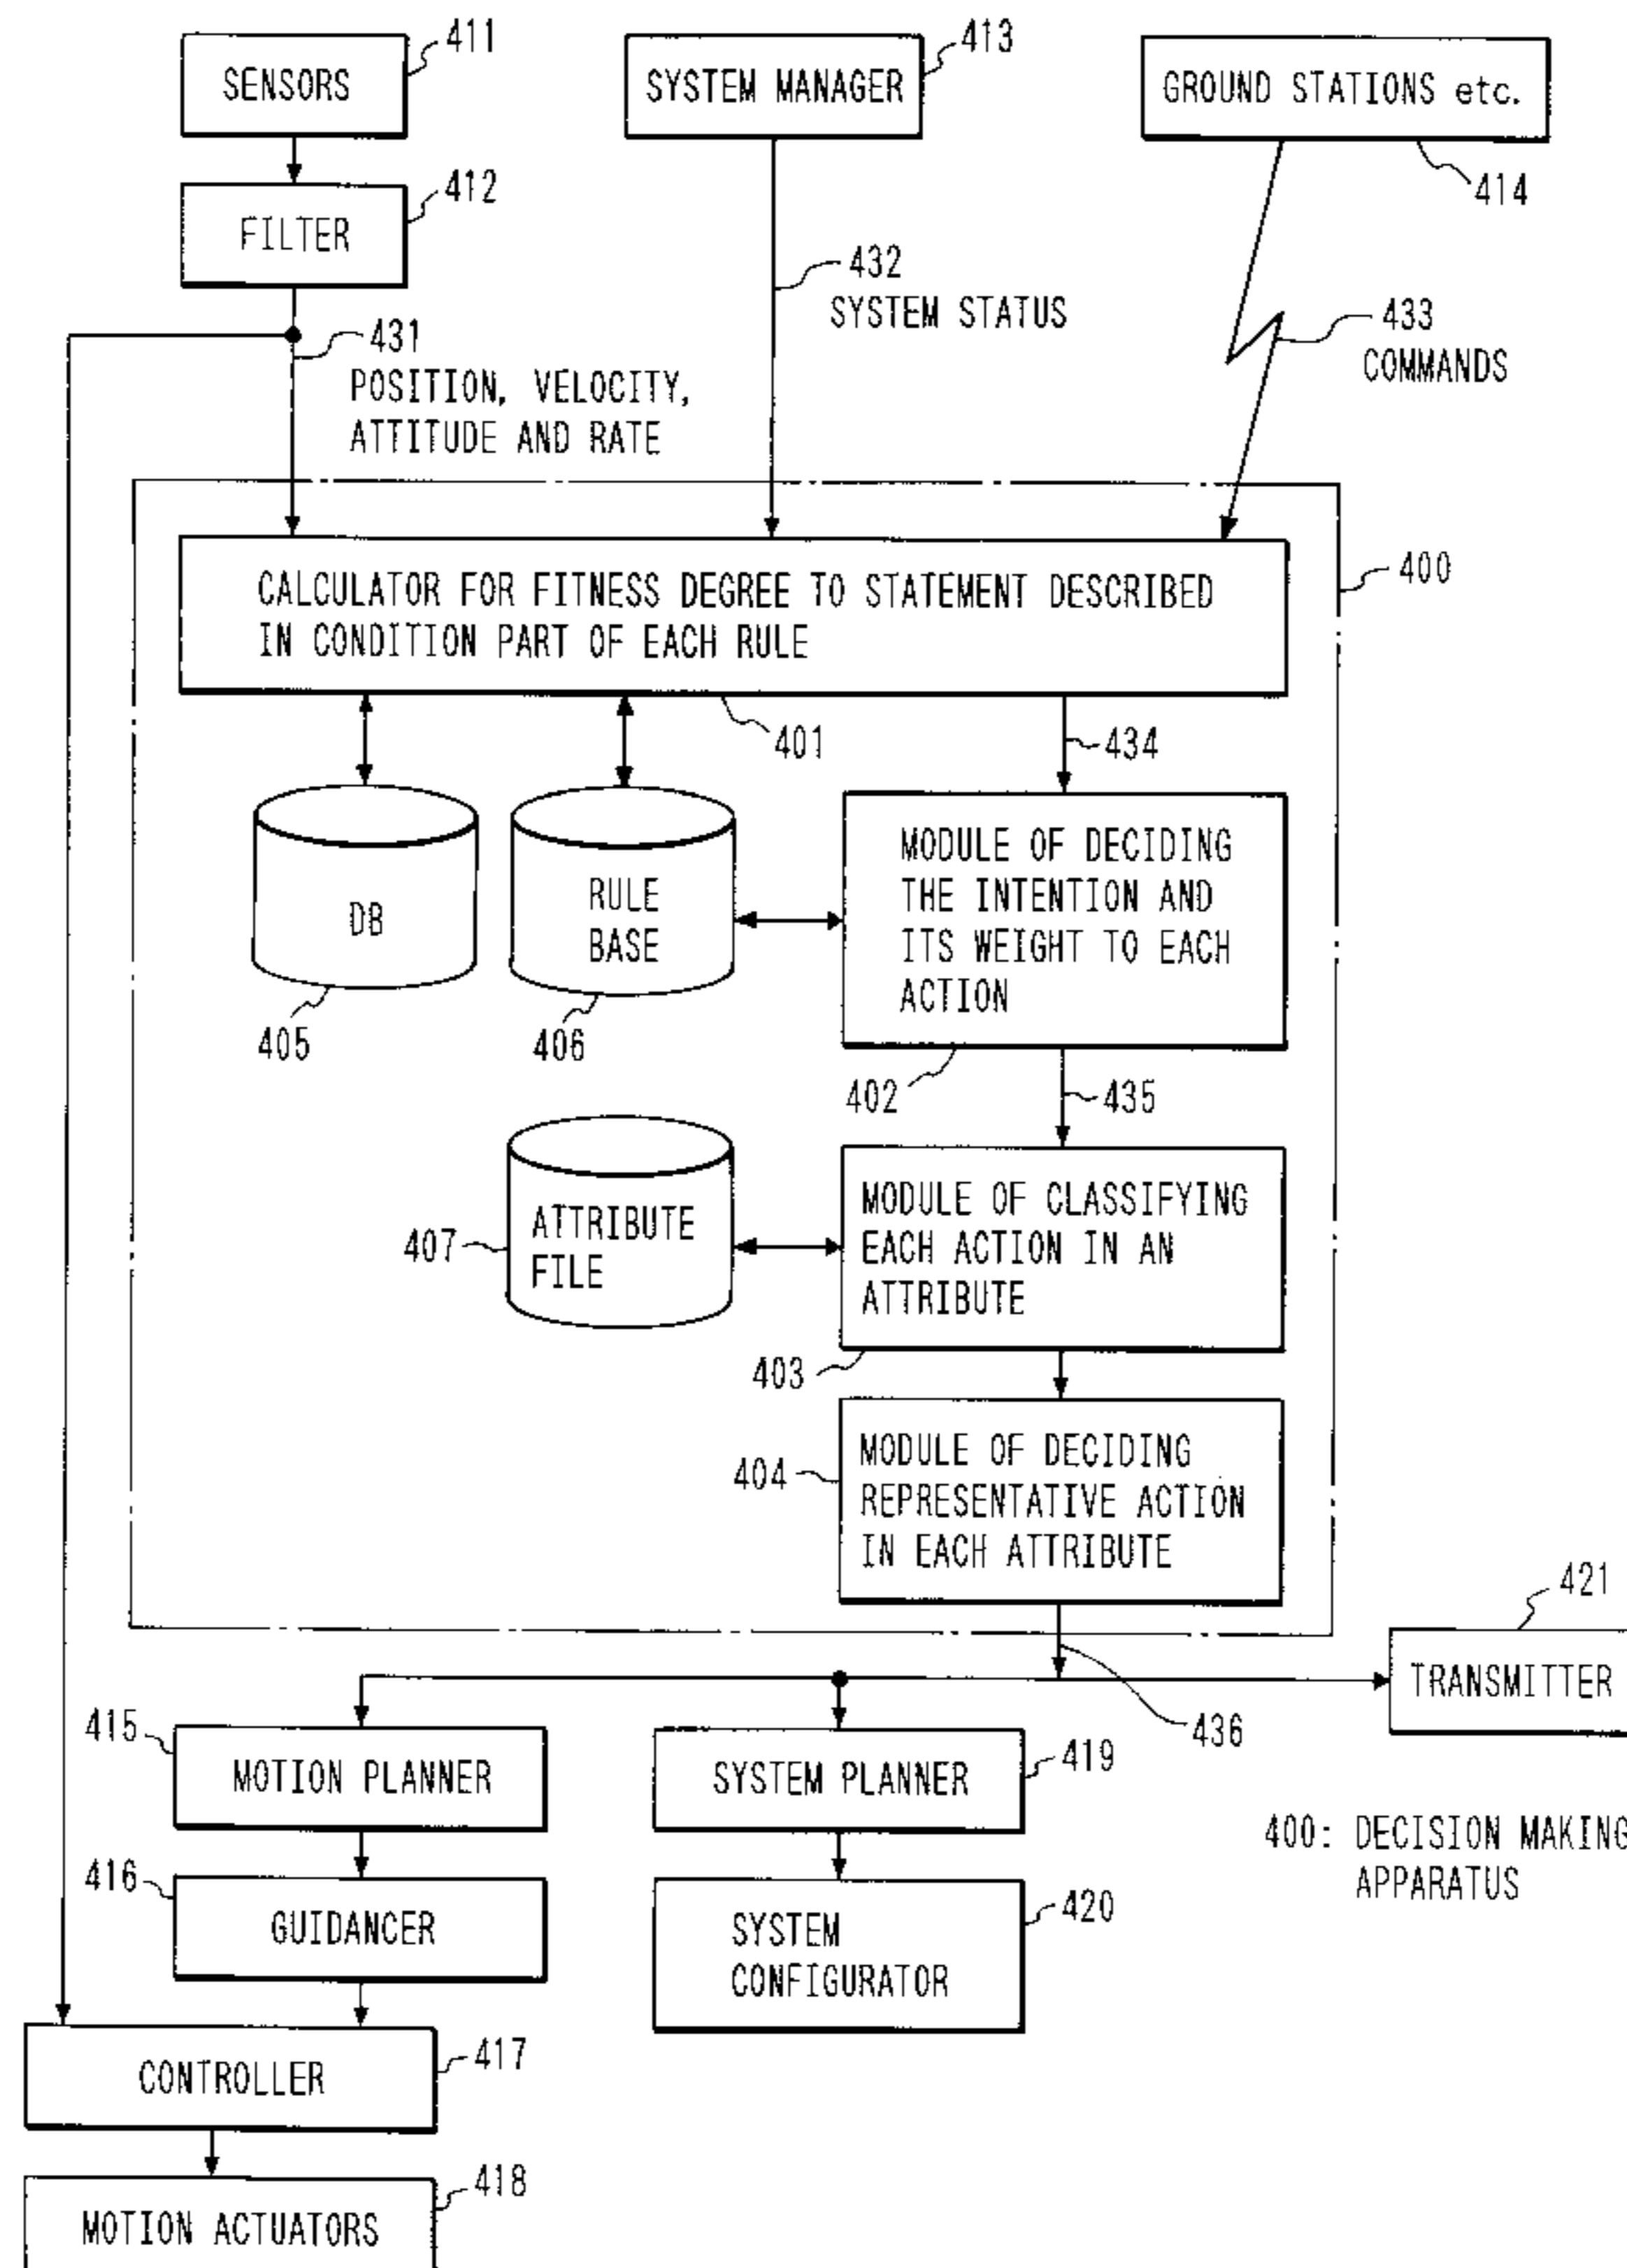 411
413
SENSORS
SYSTEM MANAGER
GROUND STATIONS etc.
412
414
FILTER
432
SYSTEM STATUS
433
COMMANDS
431
POSITION, VELOCITY,
ATTITUDE AND RATE
400
CALCULATOR FOR FITNESS DEGREE TO STATEMENT DESCRIBED
IN CONDITION PART OF EACH RULE
401
434
DB
RULE
BASE
MODULE OF DECIDING
THE INTENTION AND
ITS WEIGHT TO EACH
ACTION
405
406
402
435
407
ATTRIBUTE
FILE
MODULE OF CLASSIFYING
EACH ACTION IN AN
ATTRIBUTE
403
404
MODULE OF DECIDING
REPRESENTATIVE ACTION
IN EACH ATTRIBUTE
421
TRANSMITTER
436
415
MOTION PLANNER
SYSTEM PLANNER
419
400: DECISION MAKING
APPARATUS
416
GUIDANCER
SYSTEM
CONFIGURATOR
420
CONTROLLER
417
MOTION ACTUATORS
418